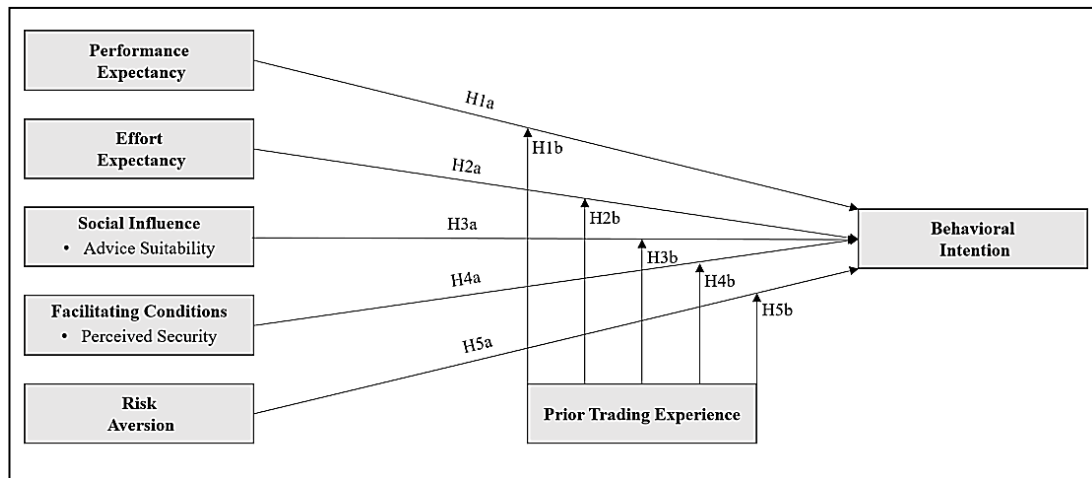 Performance
Expectancy
H1a
H1b
Effort
Expectancy
H2a
H2b
Social Influence
• Advice Suitability
H3a
H3b
Behavioral
Intention
Facilitating Conditions
• Perceived Security
H4a
H4b
H5a
H5b
Risk
Aversion
Prior Trading Experience